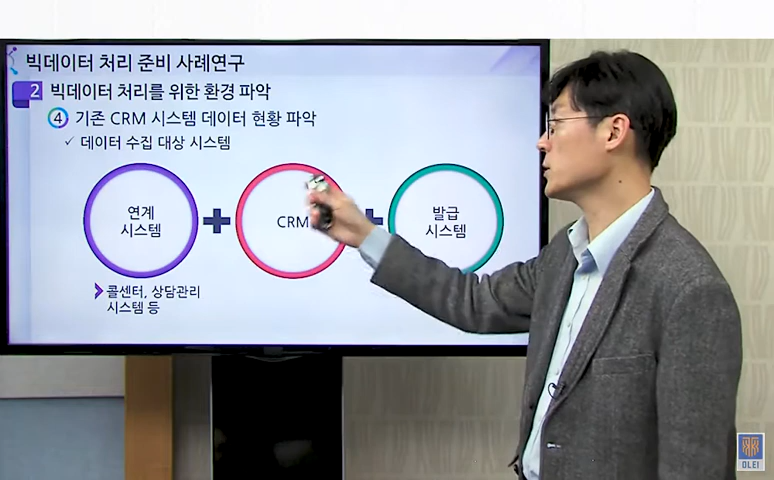 빅데이터 처리 준비 사례연구
2 빅데이터 처리를 위한 환경 파악
4 기존 CRM 시스템 데이터 현황 파악
✓ 데이터 수집 대상 시스템
연계
시스템
CRM
발급
시스템
콜센터, 상담관리
시스템 등
OLEI